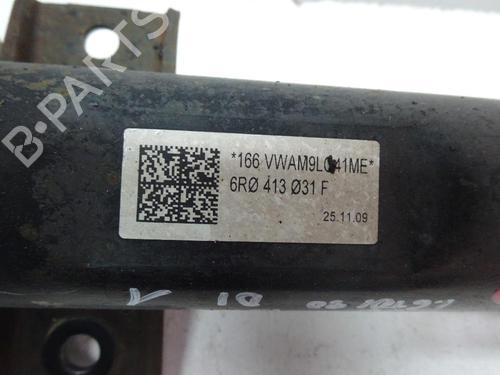 B-PARTS
*166 VWAM9L041ME*
6RØ 413 Ø31 F
25.11.09